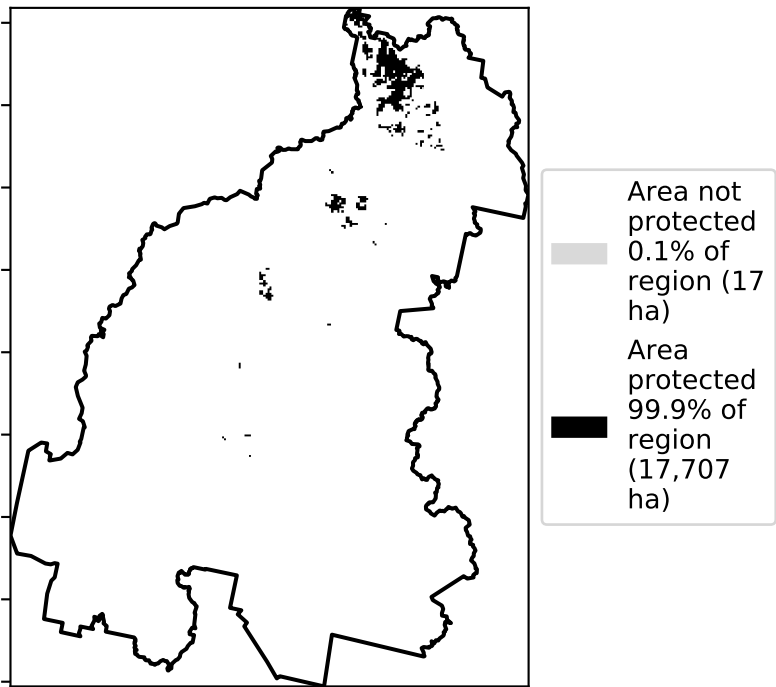 Area not
protected
0.1% of
region (17
ha)
Area
protected
99.9% of
region
(17,707
ha)